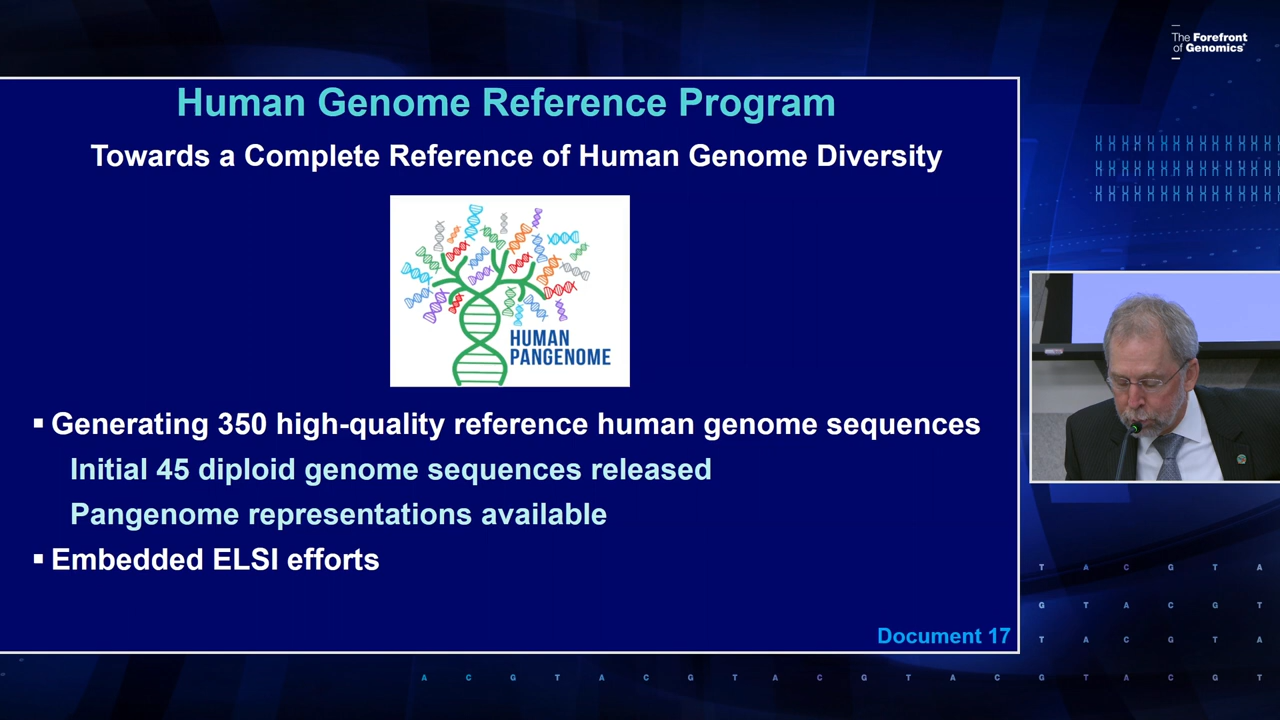 The Forefront
of Genomics®
Human Genome Reference Program
Towards a Complete Reference of Human Genome Diversity
HUMAN
PANGENOME
▪ Generating 350 high-quality reference human genome sequences
Initial 45 diploid genome sequences released
Pangenome representations available
▪ Embedded ELSI efforts
Document 17
T A C G T A
G T A C G T
T A C G T A
A C G T A C G T A C G T A C G T A C G T